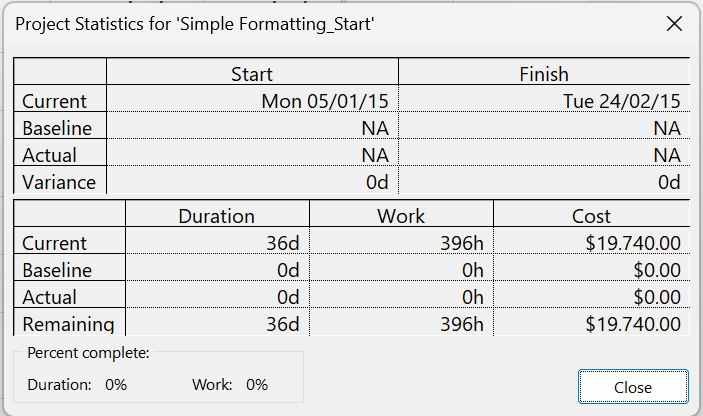 Project Statistics for 'Simple Formatting_Start'
Start Finish
Current Mon 05/01/15 Tue 24/02/15
Baseline NA NA
Actual NA NA
Variance 0d 0d
Duration Work Cost
Current 36d 396h $19.740.00
Baseline 0d 0h $0.00
Actual 0d 0h $0.00
Remaining 36d 396h $19.740.00
Percent complete:
Duration: 0% Work: 0% Close